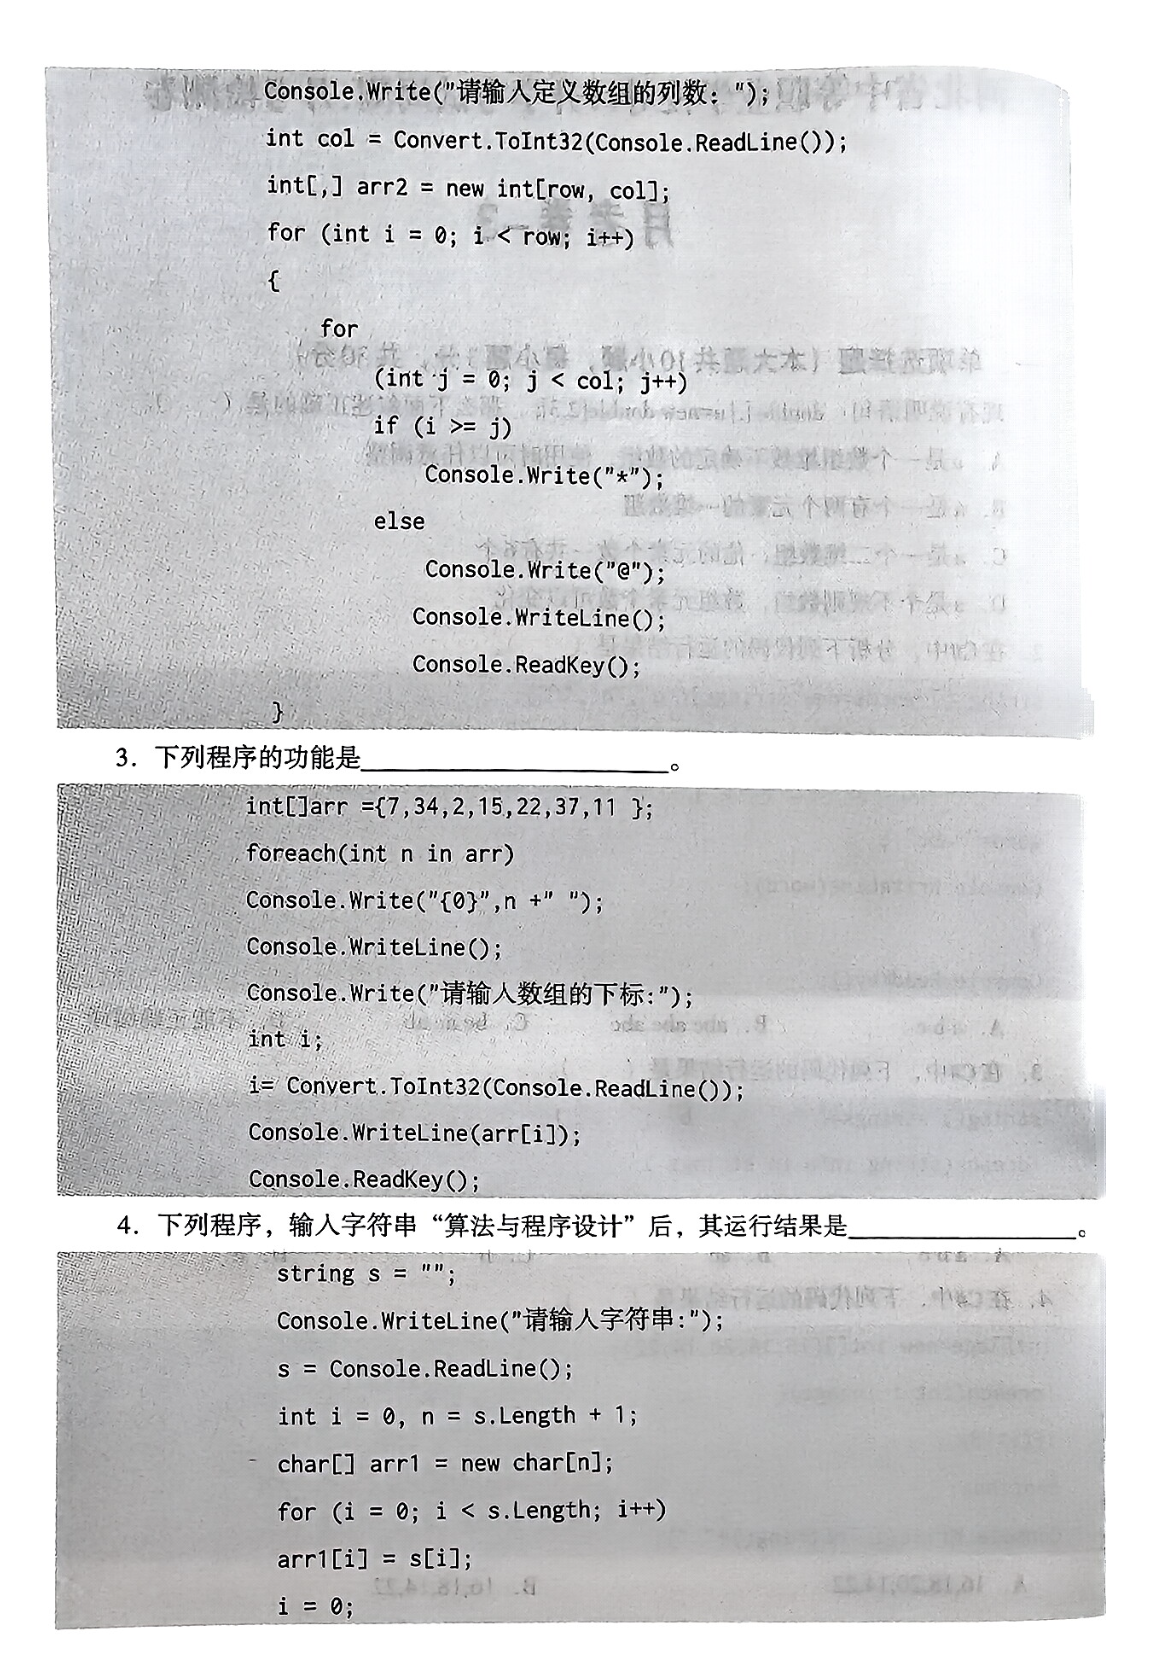 Console.Write("请输入定义数组的列数：");
int col = Convert.ToInt32(Console.ReadLine());
int[,] arr2 = new int[row, col];
for (int i = 0; i < row; i++)
{
for
(int j = 0; j < col; j++)
if (i >= j)
Console.Write("*");
else
Console.Write("@");
Console.WriteLine();
Console.ReadKey();
}
3. 下列程序的功能是____________________。
int[]arr ={7,34,2,15,22,37,11 };
foreach(int n in arr)
Console.Write("{0}",n +" ");
Console.WriteLine();
Console.Write("请输入数组的下标:");
int i;
i= Convert.ToInt32(Console.ReadLine());
Console.WriteLine(arr[i]);
Console.ReadKey();
4. 下列程序，输入字符串“算法与程序设计”后，其运行结果是_______________。
string s = "";
Console.WriteLine("请输入字符串:");
s = Console.ReadLine();
int i = 0, n = s.Length + 1;
char[] arr1 = new char[n];
for (i = 0; i < s.Length; i++)
arr1[i] = s[i];
i = 0;